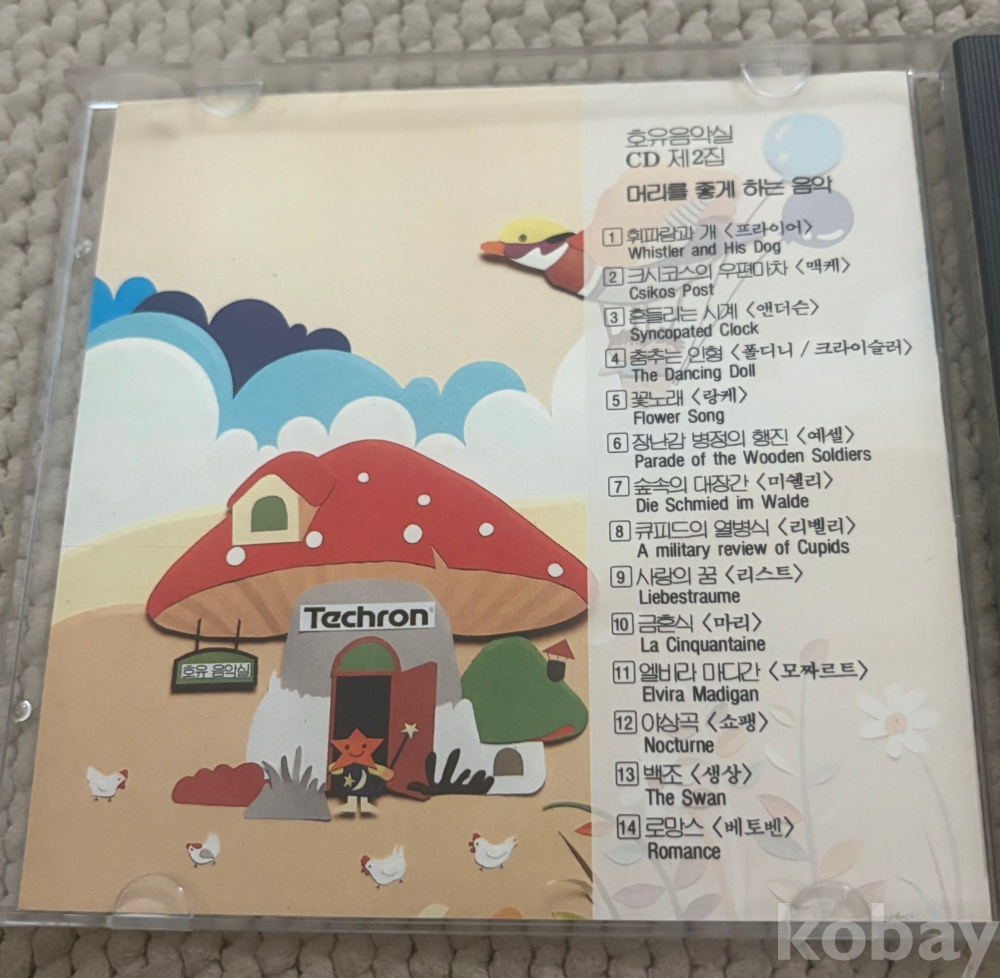 호유음악실
CD 제2집
머리를 좋게 하는 음악
1 휘파람과 개 〈프라이어〉
Whistler and His Dog
2 크시코스의 우편마차 〈맥케〉
Csikos Post
3 흔들리는 시계 〈앤더슨〉
Syncopated Clock
4 춤추는 인형 〈폴디니 / 크라이슬러〉
The Dancing Doll
5 꽃노래 〈랑케〉
Flower Song
6 장난감 병정의 행진 〈예셀〉
Parade of the Wooden Soldiers
7 숲속의 대장간 〈미쉘리〉
Die Schmied im Walde
8 큐피드의 열병식 〈리벨리〉
A military review of Cupids
9 사랑의 꿈 〈리스트〉
Liebestraume
10 금혼식 〈마리〉
La Cinquantaine
11 엘비라 마디간 〈모짜르트〉
Elvira Madigan
12 야상곡 〈쇼팽〉
Nocturne
13 백조 〈생상〉
The Swan
14 로망스 〈베토벤〉
Romance
Techron®
호유 음악실
kobay